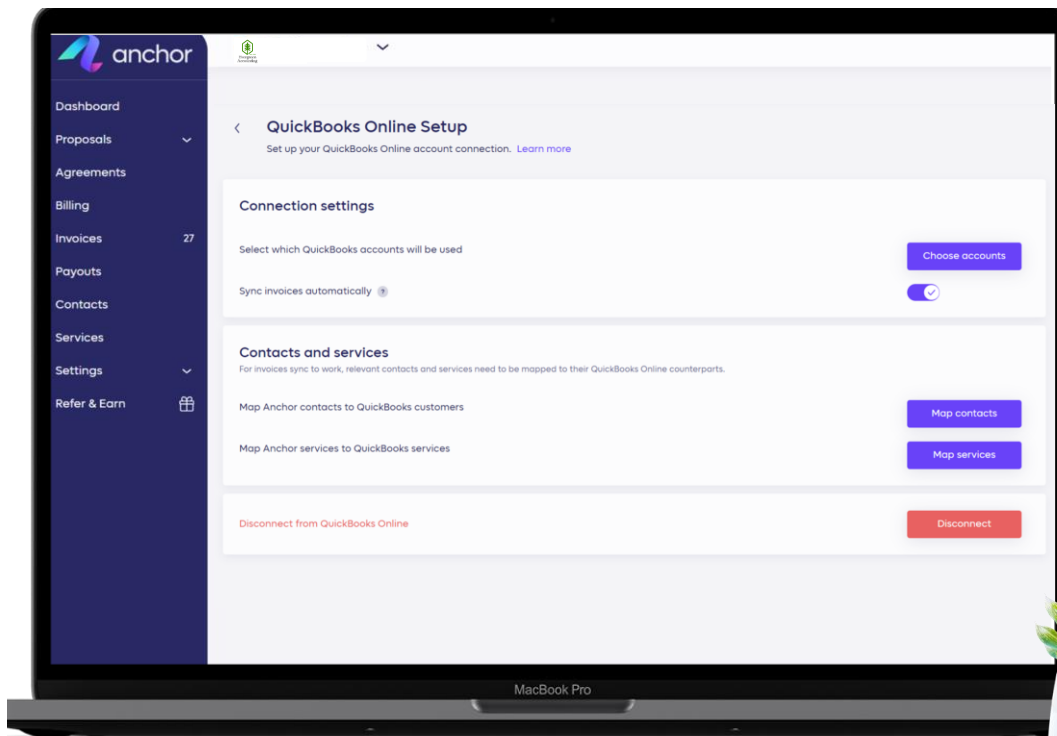 anchor
Dashboard
Proposals
Agreements
Billing
Invoices 27
Payouts
Contacts
Services
Settings
Refer & Earn
QuickBooks Online Setup
Set up your QuickBooks Online account connection. Learn more
Connection settings
Select which QuickBooks accounts will be used
Choose accounts
Sync invoices automatically ?
Contacts and services
For invoices sync to work, relevant contacts and services need to be mapped to their QuickBooks Online counterparts.
Map Anchor contacts to QuickBooks customers
Map contacts
Map Anchor services to QuickBooks services
Map services
Disconnect from QuickBooks Online
Disconnect
MacBook Pro